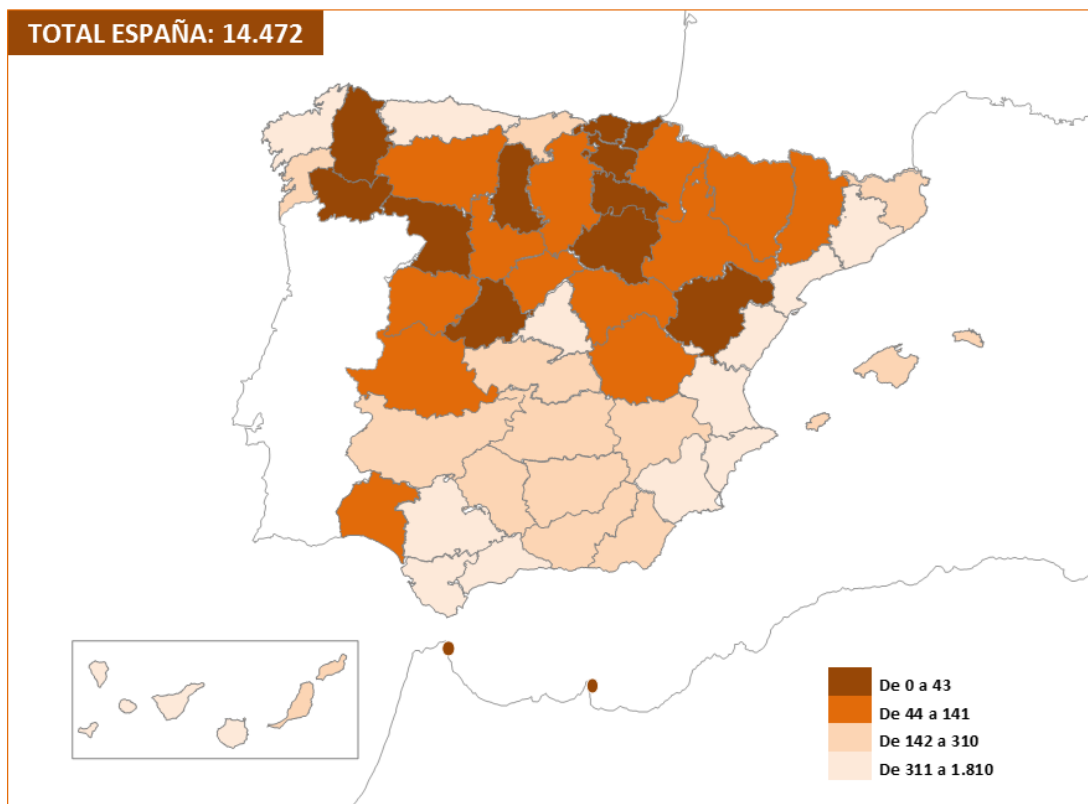 TOTAL ESPAÑA: 14.472
De 0 a 43
De 44 a 141
De 142 a 310
De 311 a 1.810